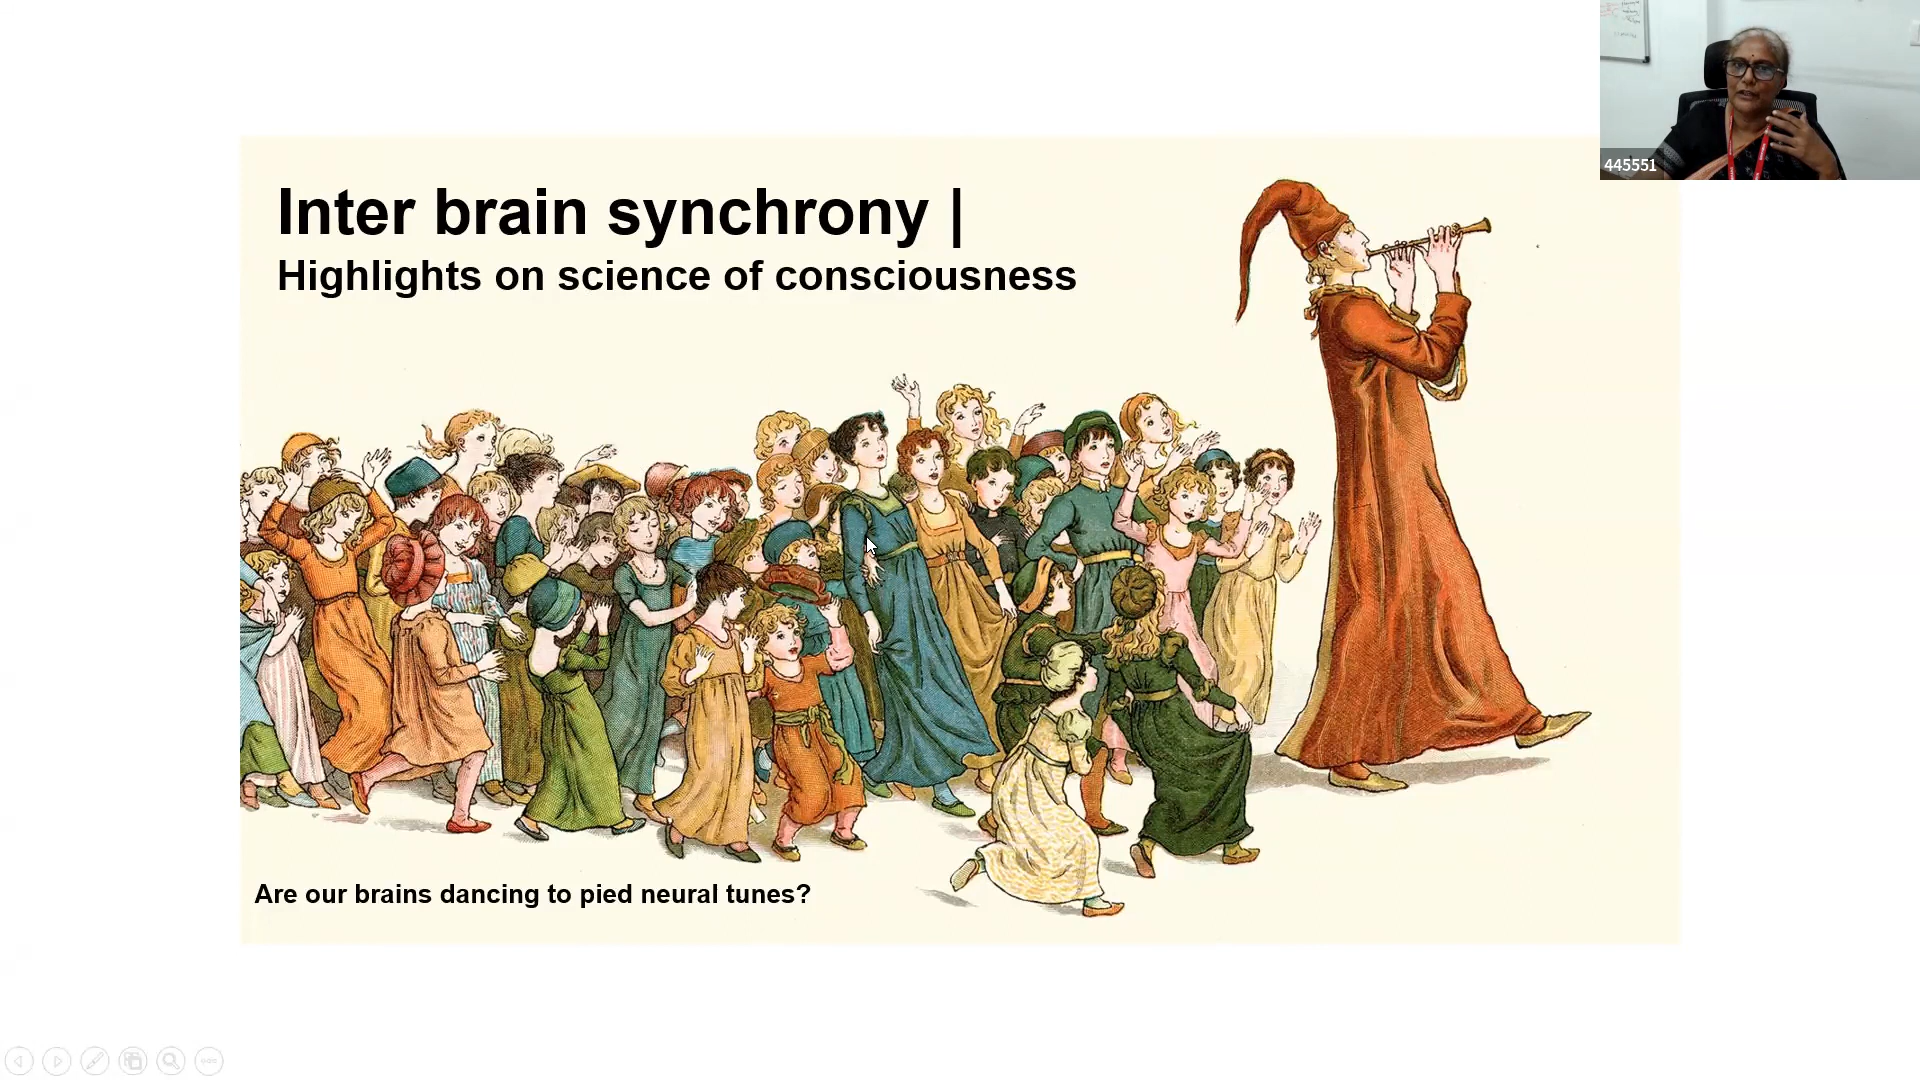 Inter brain synchrony |
Highlights on science of consciousness
445551
Are our brains dancing to pied neural tunes?